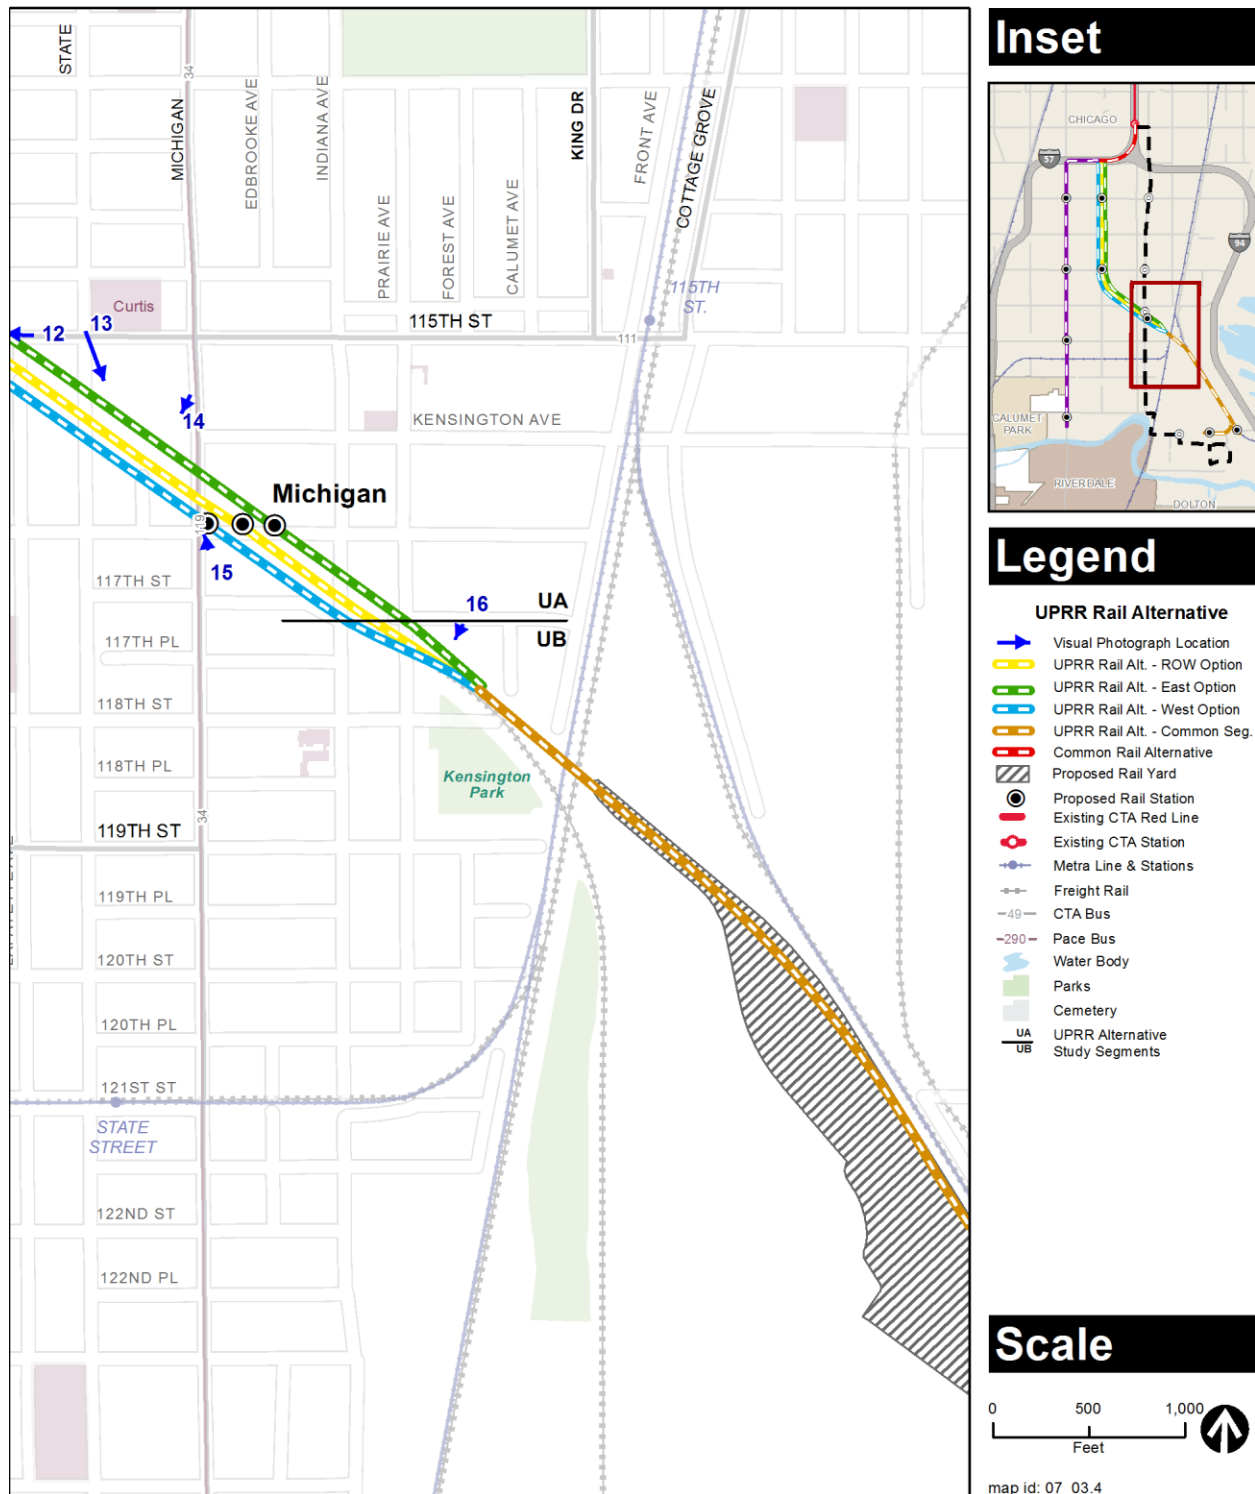 STATE
MICHIGAN
34
EDBROOKE AVE
INDIANA AVE
KING DR
FRONT AVE
COTTAGE GROVE
PRAIRIE AVE
FOREST AVE
CALUMET AVE
Curtis
115TH
ST.
12
13
115TH ST
111
14
KENSINGTON AVE
Michigan
119
15
117TH ST
16
UA
UB
117TH PL
118TH ST
118TH PL
Kensington
Park
34
119TH ST
119TH PL
120TH ST
120TH PL
121ST ST
STATE
STREET
122ND ST
122ND PL
Inset
CHICAGO
57
94
CALUMET
PARK
RIVERDALE
DOLTON
Legend
UPRR Rail Alternative
Visual Photograph Location
UPRR Rail Alt. - ROW Option
UPRR Rail Alt. - East Option
UPRR Rail Alt. - West Option
UPRR Rail Alt. - Common Seg.
Common Rail Alternative
Proposed Rail Yard
Proposed Rail Station
Existing CTA Red Line
Existing CTA Station
Metra Line & Stations
Freight Rail
49 CTA Bus
290 Pace Bus
Water Body
Parks
Cemetery
UA UPRR Alternative
UB Study Segments
Scale
0 500 1,000
Feet
map id: 07_03.4